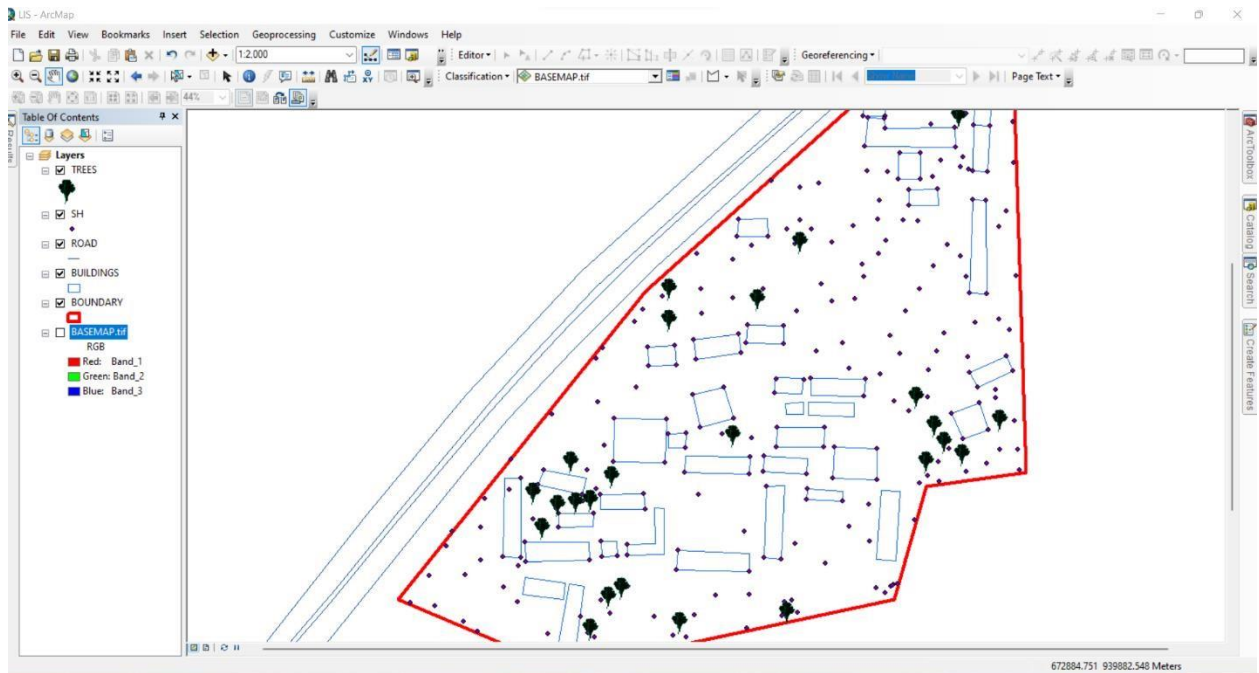 LIS - ArcMap
File Edit View Bookmarks Insert Selection Geoprocessing Customize Windows Help
1:2,000 Editor Georeferencing
Classification BASEMAP.tif Page Text
44%
Table Of Contents
Layers
TREES
SH
ROAD
BUILDINGS
BOUNDARY
BASEMAP.tif
RGB
Red: Band_1
Green: Band_2
Blue: Band_3
Results
ArcToolbox
Catalog
Search
Create Features
672884.751 939882.548 Meters